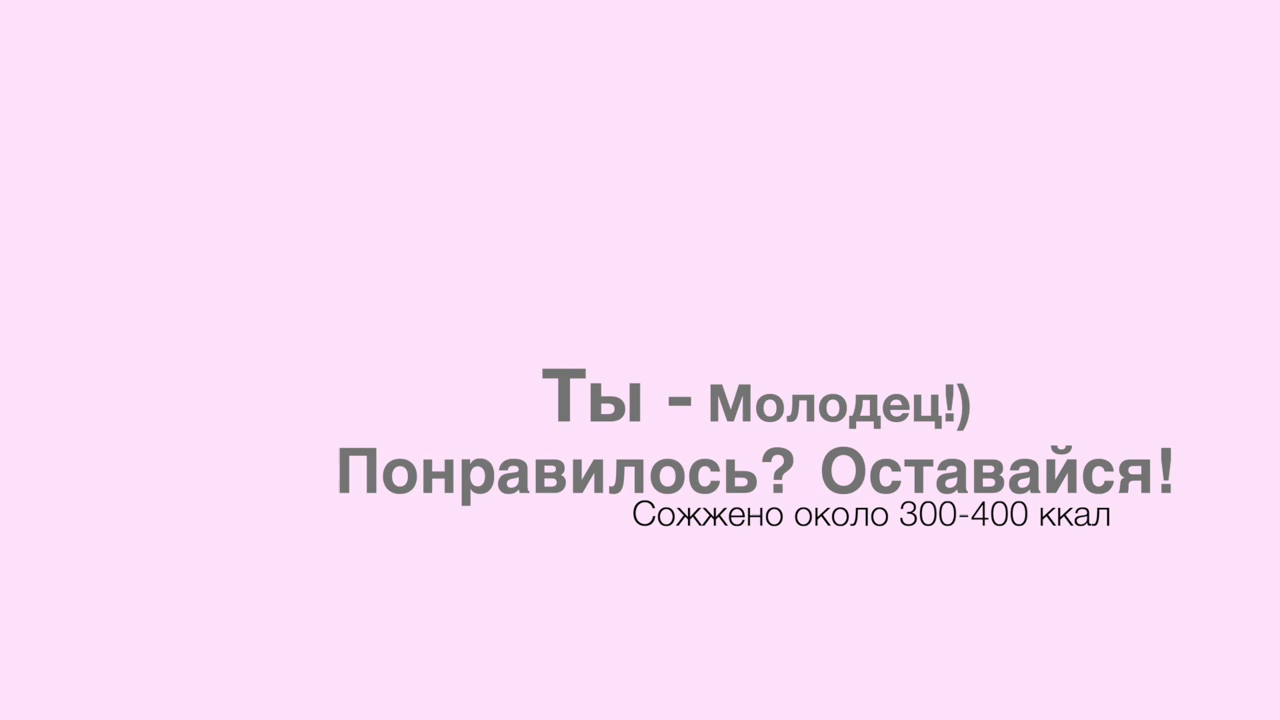 Ты - Молодец!)
Понравилось? Оставайся!
Сожжено около 300-400 ккал